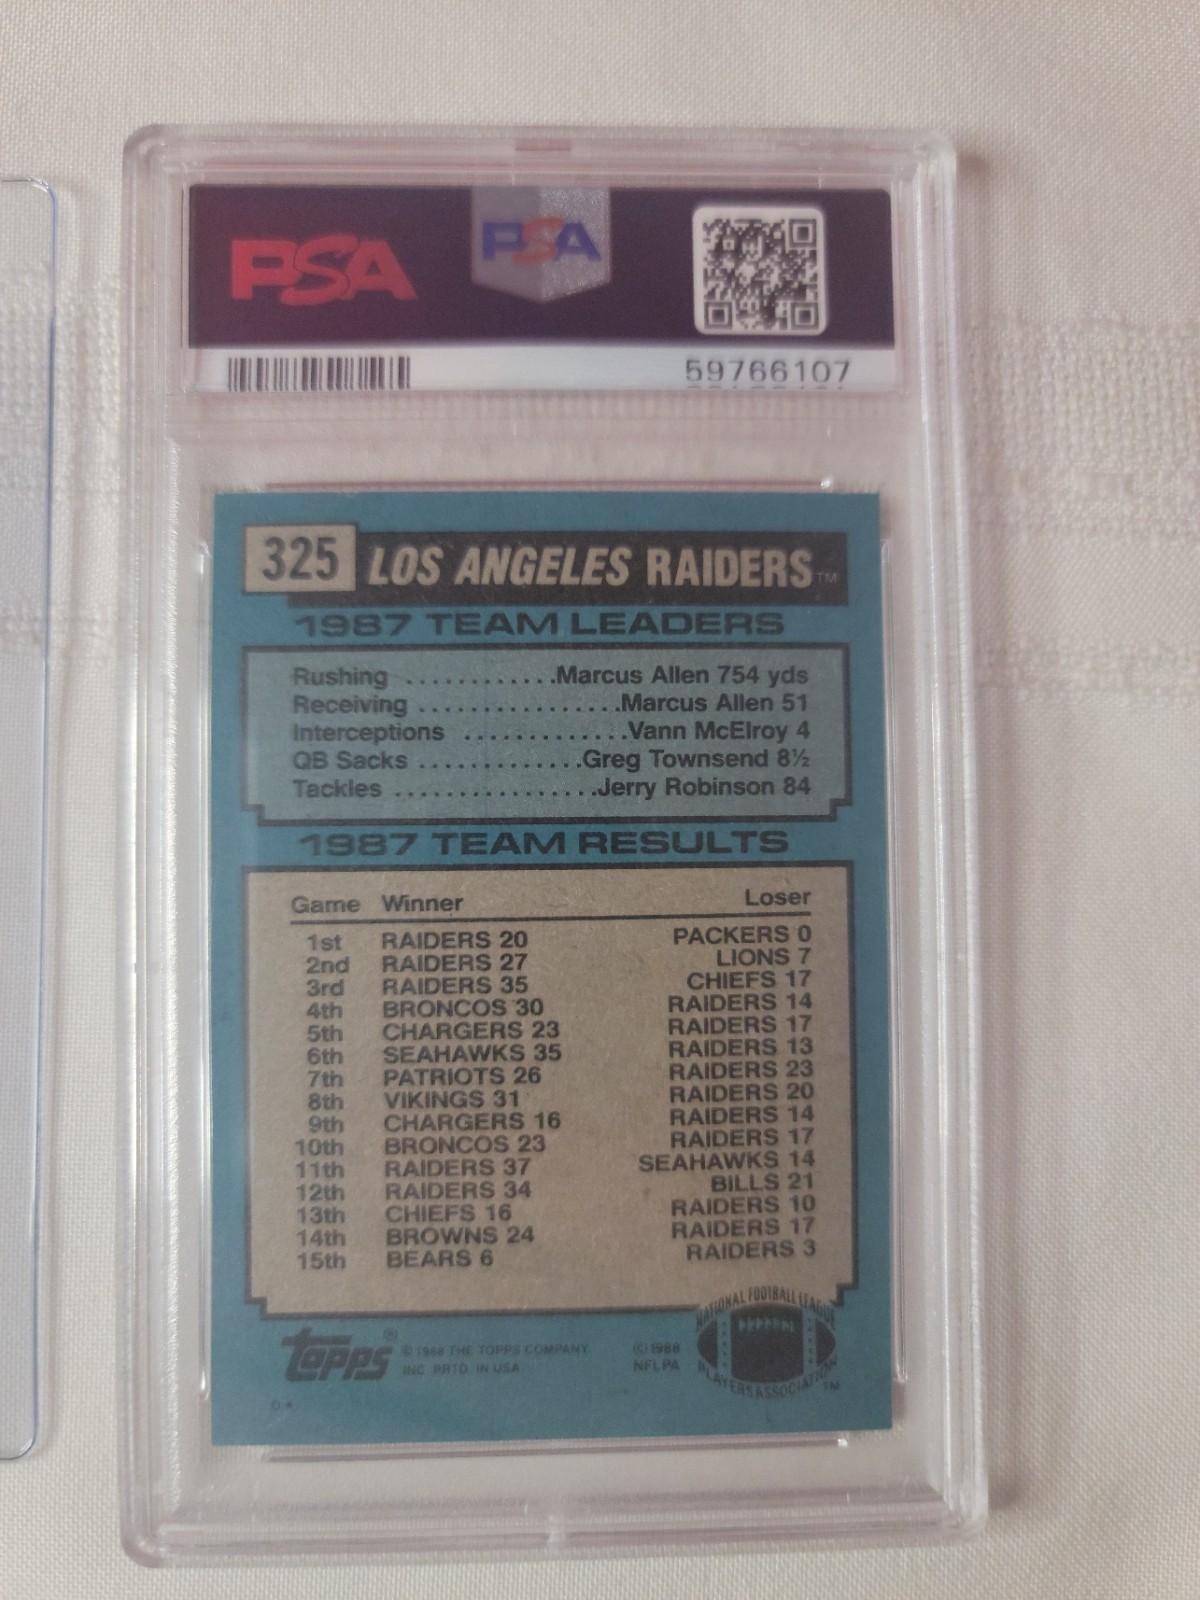 PSA PSA
59766107
325 LOS ANGELES RAIDERS™
1987 TEAM LEADERS
Rushing ............Marcus Allen 754 yds
Receiving .................Marcus Allen 51
Interceptions .............Vann McElroy 4
QB Sacks .............Greg Townsend 8½
Tackles ................Jerry Robinson 84
1987 TEAM RESULTS
Game Winner Loser
1st RAIDERS 20 PACKERS 0
2nd RAIDERS 27 LIONS 7
3rd RAIDERS 35 CHIEFS 17
4th BRONCOS 30 RAIDERS 14
5th CHARGERS 23 RAIDERS 17
6th SEAHAWKS 35 RAIDERS 13
7th PATRIOTS 26 RAIDERS 23
8th VIKINGS 31 RAIDERS 20
9th CHARGERS 16 RAIDERS 14
10th BRONCOS 23 RAIDERS 17
11th RAIDERS 37 SEAHAWKS 14
12th RAIDERS 34 BILLS 21
13th CHIEFS 16 RAIDERS 10
14th BROWNS 24 RAIDERS 17
15th BEARS 6 RAIDERS 3
topps® © 1988 THE TOPPS COMPANY,
INC. PRTD. IN USA
© 1988
NFLPA
NATIONAL FOOTBALL LEAGUE
PLAYERS ASSOCIATION™
D*